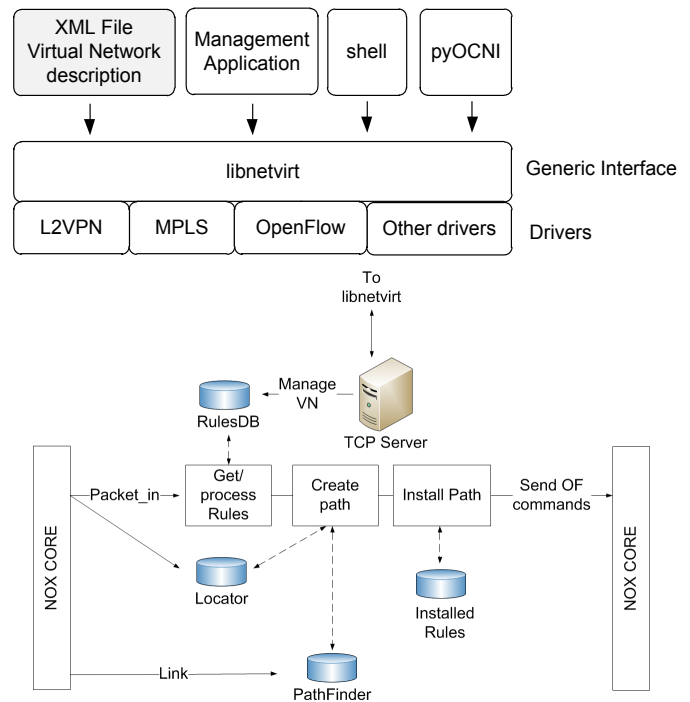 XML File
Virtual Network
description
Management
Application
shell
pyOCNI
libnetvirt
Generic Interface
L2VPN
MPLS
OpenFlow
Other drivers
Drivers
To
libnetvirt
Manage
VN
RulesDB
TCP Server
NOX CORE
Packet_in
Get/
process
Rules
Create
path
Install Path
Send OF
commands
NOX CORE
Locator
Installed
Rules
Link
PathFinder